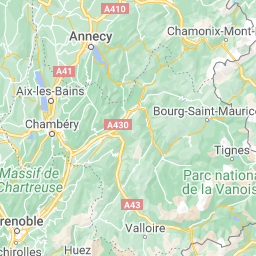 A410
Chamonix-Mont-
Annecy
A41
Aix-les-Bains
Bourg-Saint-Maurice
Chambéry
A430
Tignes
Massif de
Chartreuse
Parc national
de la Vanois
A43
renoble
Valloire
chirolles
Huez